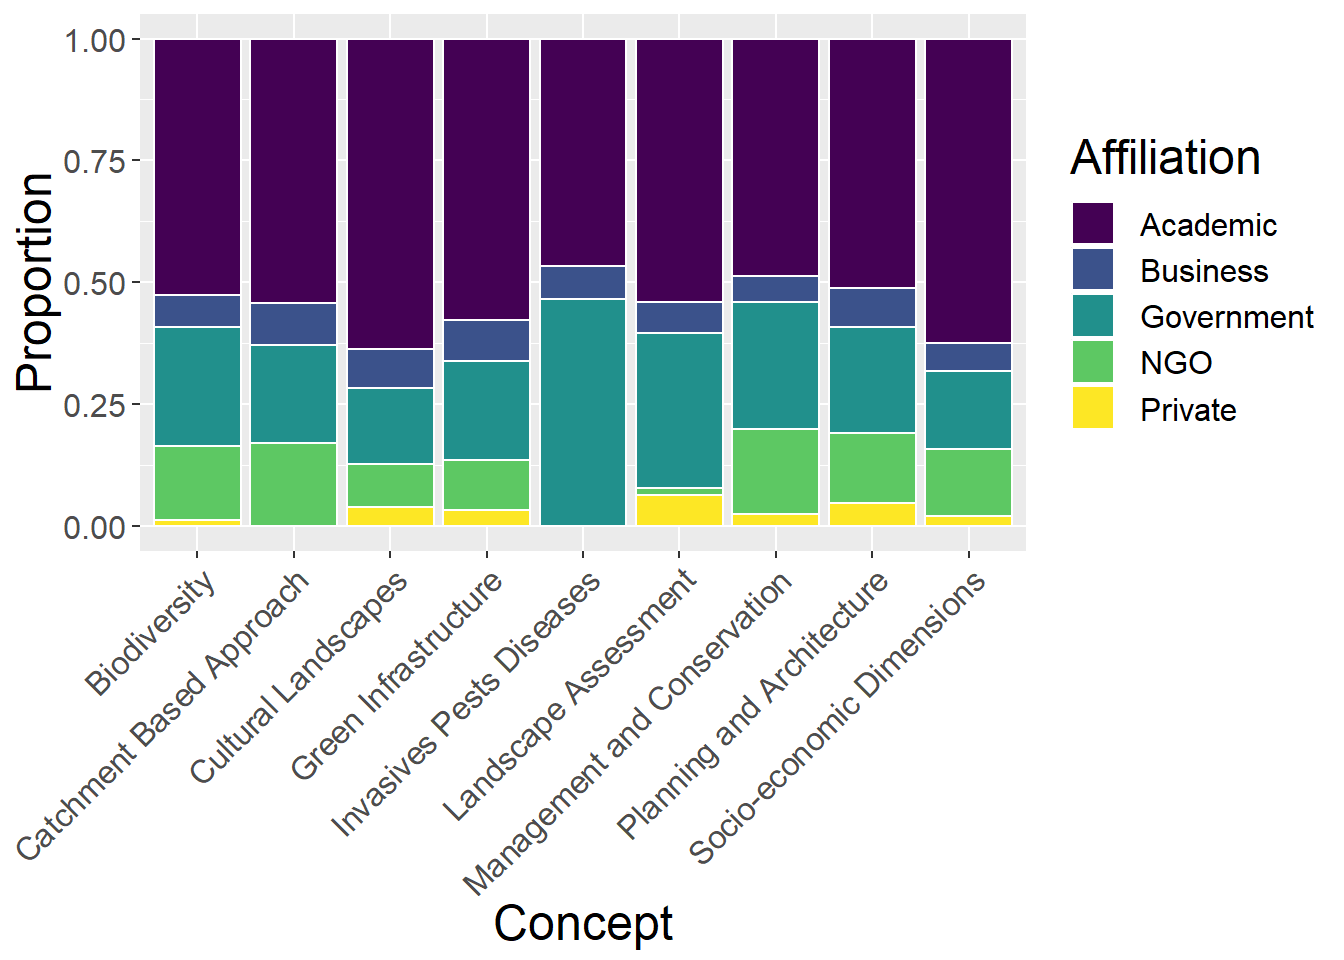 1.00
0.75
0.50
0.25
0.00
Proportion
Biodiversity
Catchment Based Approach
Cultural Landscapes
Green Infrastructure
Invasives Pests Diseases
Landscape Assessment
Management and Conservation
Planning and Architecture
Socio-economic Dimensions
Concept
Affiliation
Academic
Business
Government
NGO
Private